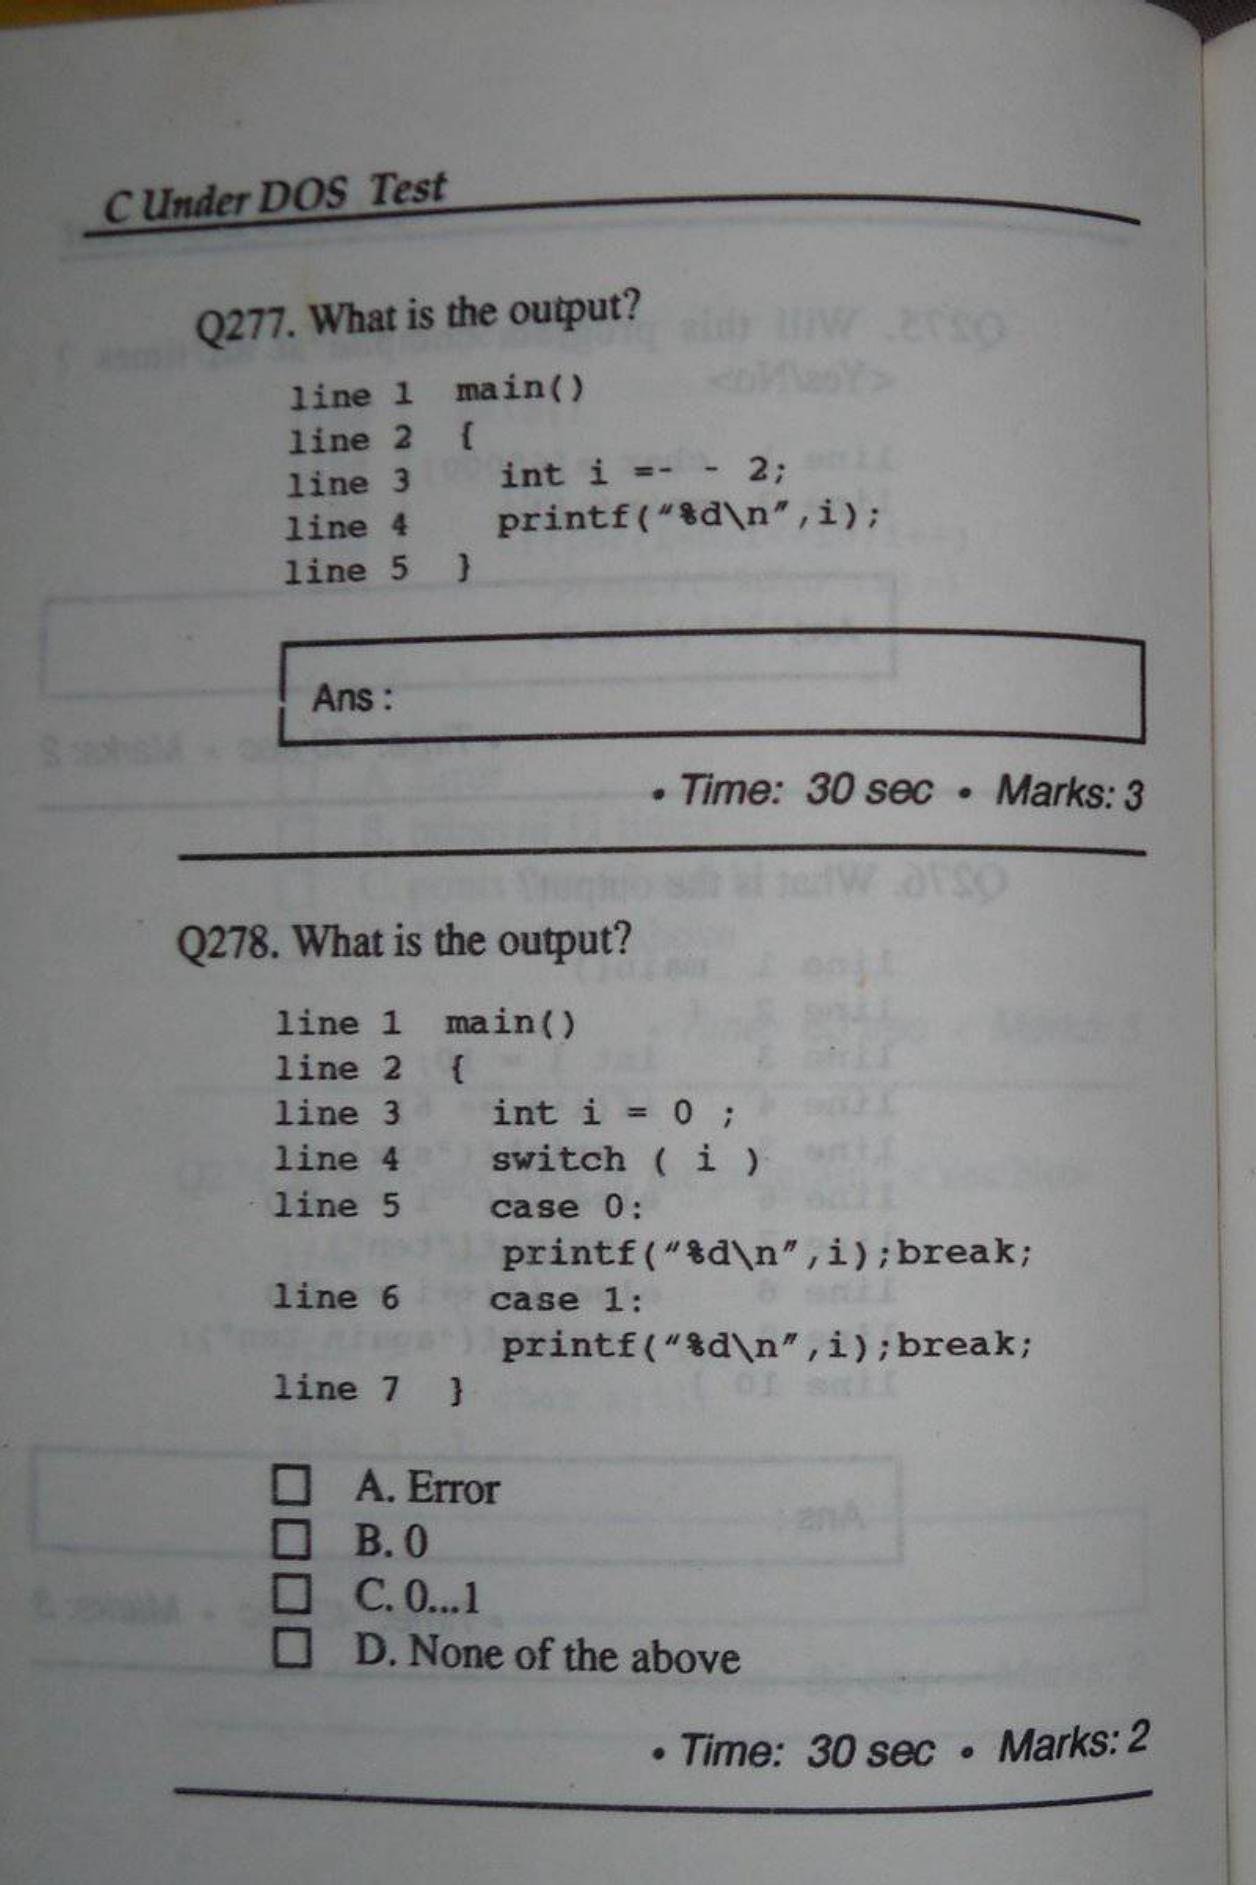 C Under DOS Test
Q277. What is the output?
line 1 main()
line 2 {
line 3 int i =- - 2;
line 4 printf("%d\n",i);
line 5 }
Ans :
• Time: 30 sec • Marks: 3
Q278. What is the output?
line 1 main()
line 2 {
line 3 int i = 0 ;
line 4 switch ( i )
line 5 case 0:
printf("%d\n",i);break;
line 6 case 1:
printf("%d\n",i);break;
line 7 }
A. Error
B. 0
C. 0...1
D. None of the above
• Time: 30 sec • Marks: 2